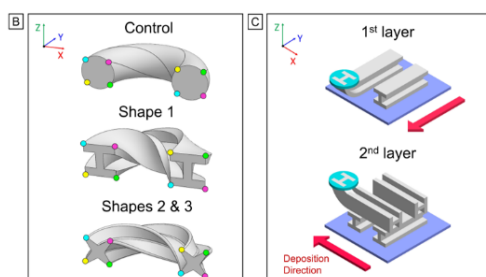 B
Control
Z
Y
X
Shape 1
Shapes 2 & 3
C
1st layer
Z
Y
X
2nd layer
Deposition
Direction